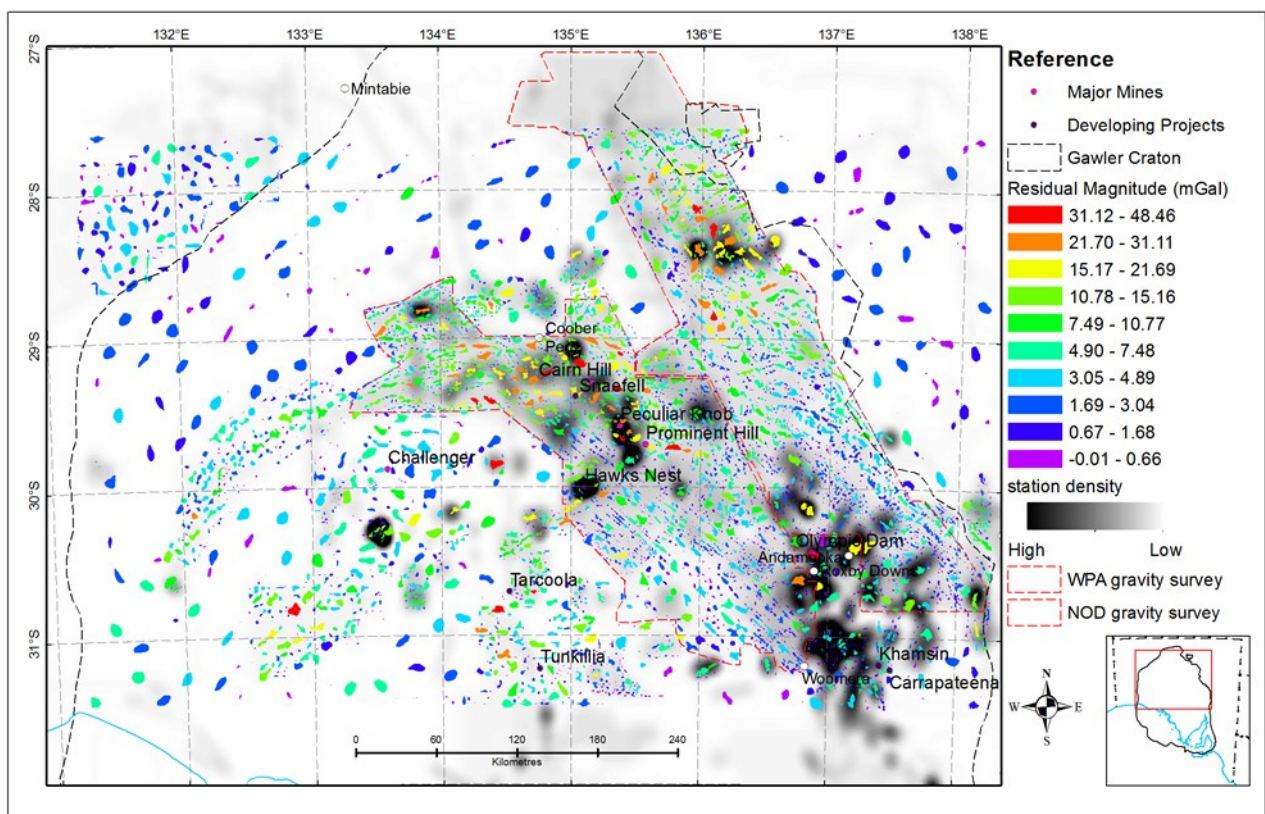 132°E 133°E 134°E 135°E 136°E 137°E 138°E
27°S
28°S
29°S
30°S
31°S
Mintabie
Coober
Cairn Hill
Snaefell
Peculiar Knob
Prominent Hill
Challenger
Hawks Nest
Olympic Dam
Andamooka
Roxby Downs
Tarcoola
Tunkillia
Khamsin
Woomera
Carrapateena
0 60 120 180 240
Kilometres
Reference
Major Mines
Developing Projects
Gawler Craton
Residual Magnitude (mGal)
31.12 - 48.46
21.70 - 31.11
15.17 - 21.69
10.78 - 15.16
7.49 - 10.77
4.90 - 7.48
3.05 - 4.89
1.69 - 3.04
0.67 - 1.68
-0.01 - 0.66
station density
High Low
WPA gravity survey
NOD gravity survey
N
W E
S